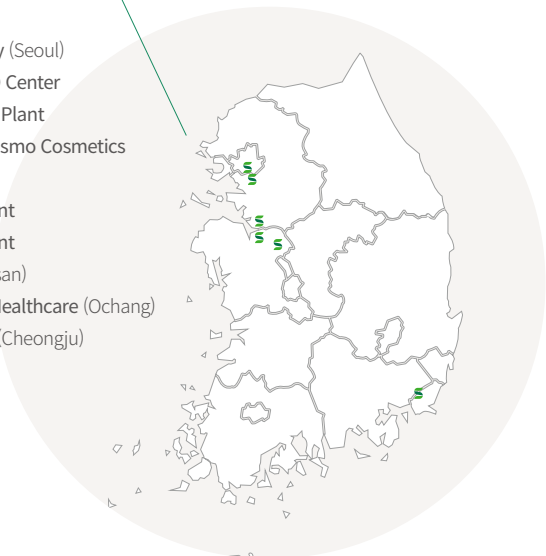 (Seoul)
Center
Plant
smo Cosmetics
nt
nt
san)
Healthcare (Ochang)
(Cheongju)